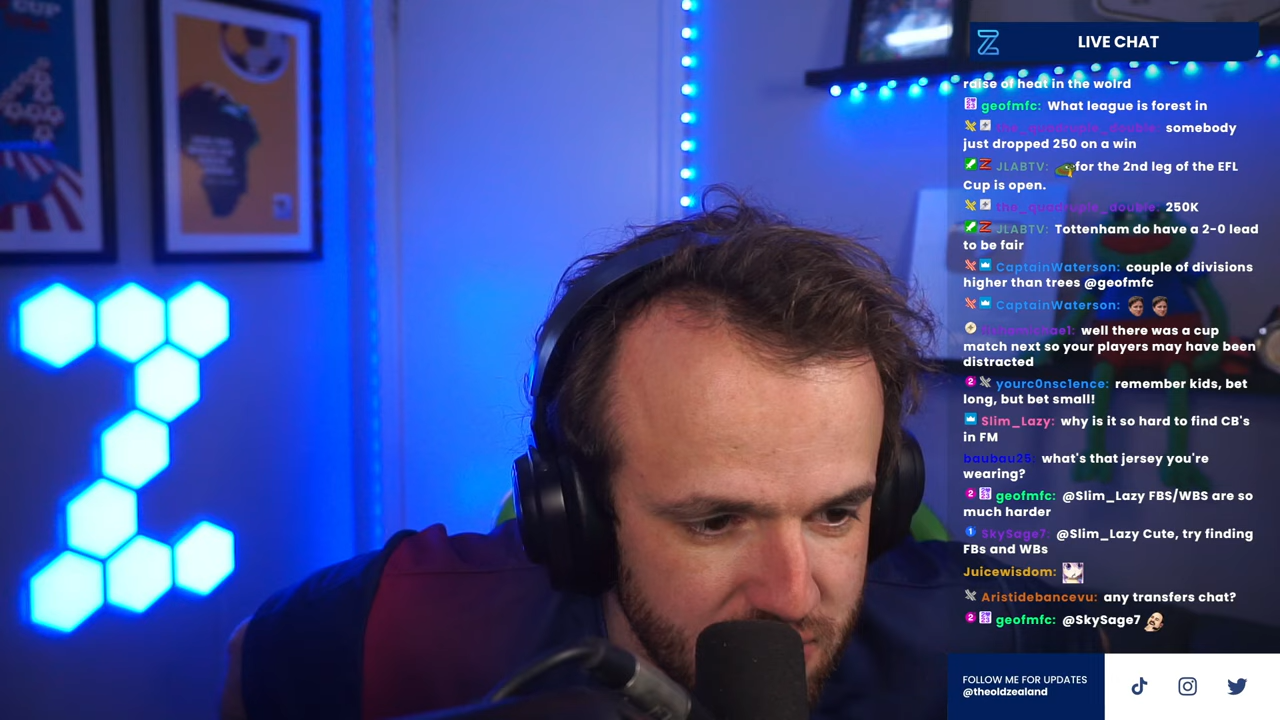 CUP
LIVE CHAT
raise of heat in the wolrd
geofmfc: What league is forest in
the_quadruple_double: somebody
just dropped 250 on a win
JLABTV: for the 2nd leg of the EFL
Cup is open.
the_quadruple_double: 250K
JLABTV: Tottenham do have a 2-0 lead
to be fair
CaptainWaterson: couple of divisions
higher than trees @geofmfc
CaptainWaterson:
well there was a cup
match next so your players may have been
distracted
yourc0nsc1ence: remember kids, bet
long, but bet small!
Slim_Lazy: why is it so hard to find CB's
in FM
baubau25: what's that jersey you're
wearing?
geofmfc: @Slim_Lazy FBS/WBS are so
much harder
SkySage7: @Slim_Lazy Cute, try finding
FBs and WBs
Juicewisdom:
Aristidebancevu: any transfers chat?
geofmfc: @SkySage7
FOLLOW ME FOR UPDATES
@theoldzealand